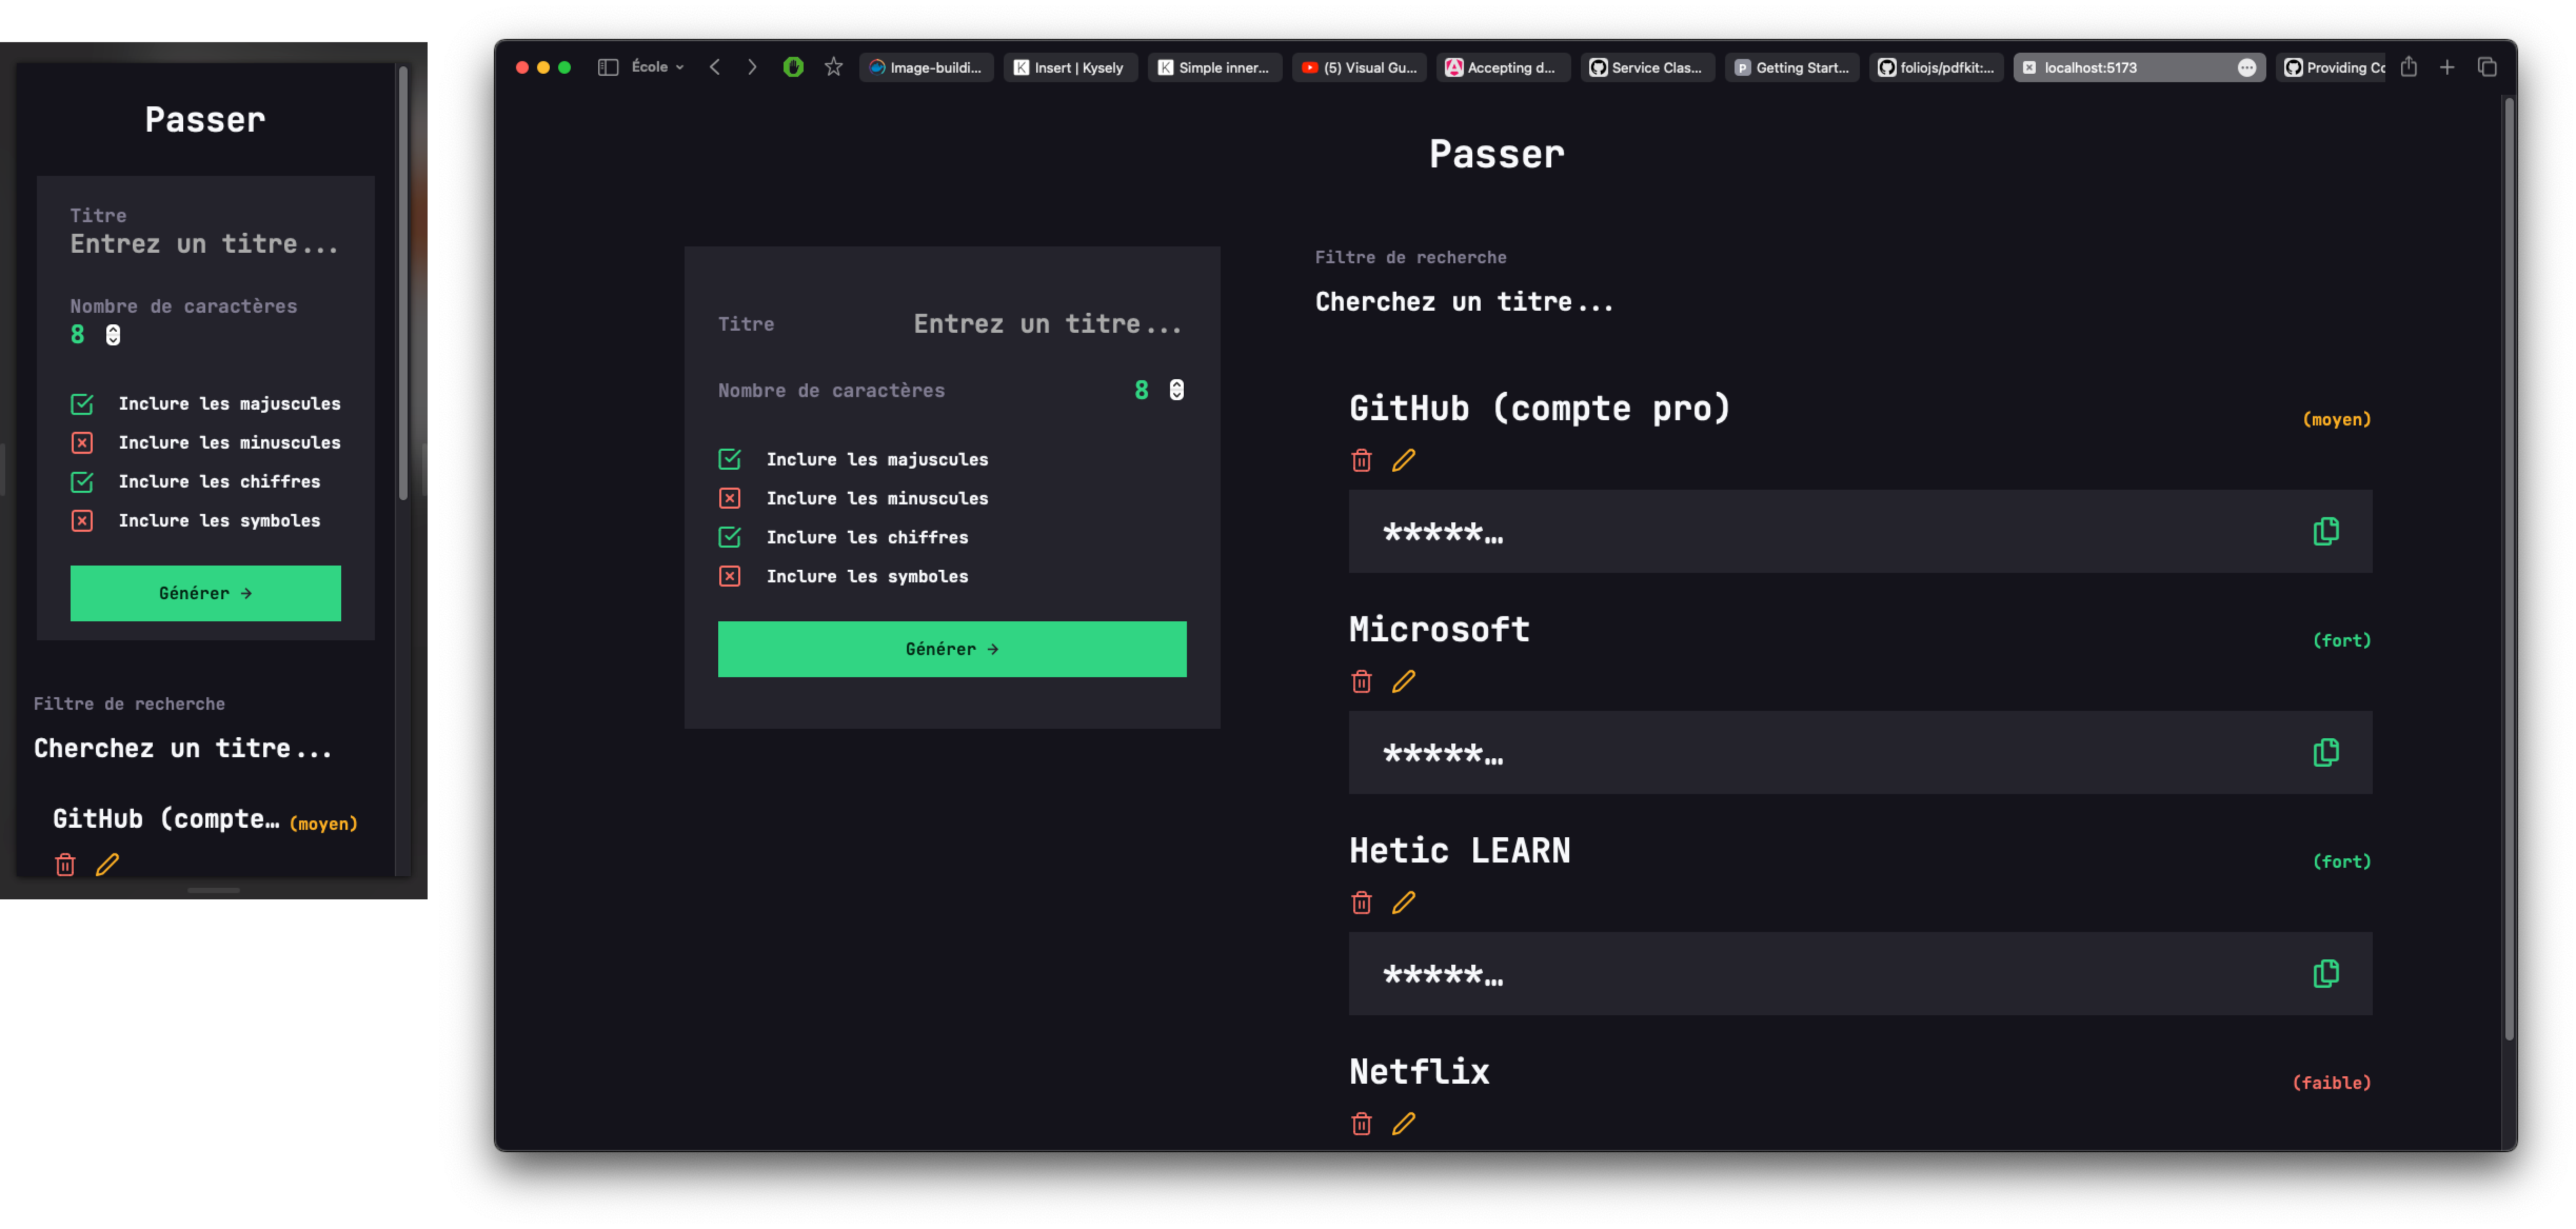 Passer
Titre
Entrez un titre...
Nombre de caractères
8
Inclure les majuscules
Inclure les minuscules
Inclure les chiffres
Inclure les symboles
Générer →
Filtre de recherche
Cherchez un titre...
GitHub (compte… (moyen)
École
Image-buildi...
Insert | Kysely
Simple inner...
(5) Visual Gu...
Accepting d...
Service Clas...
Getting Start...
foliojs/pdfkit:...
localhost:5173
Providing Cc
Passer
Titre Entrez un titre...
Nombre de caractères 8
Inclure les majuscules
Inclure les minuscules
Inclure les chiffres
Inclure les symboles
Générer →
Filtre de recherche
Cherchez un titre...
GitHub (compte pro) (moyen)
*****…
Microsoft (fort)
*****…
Hetic LEARN (fort)
*****…
Netflix (faible)